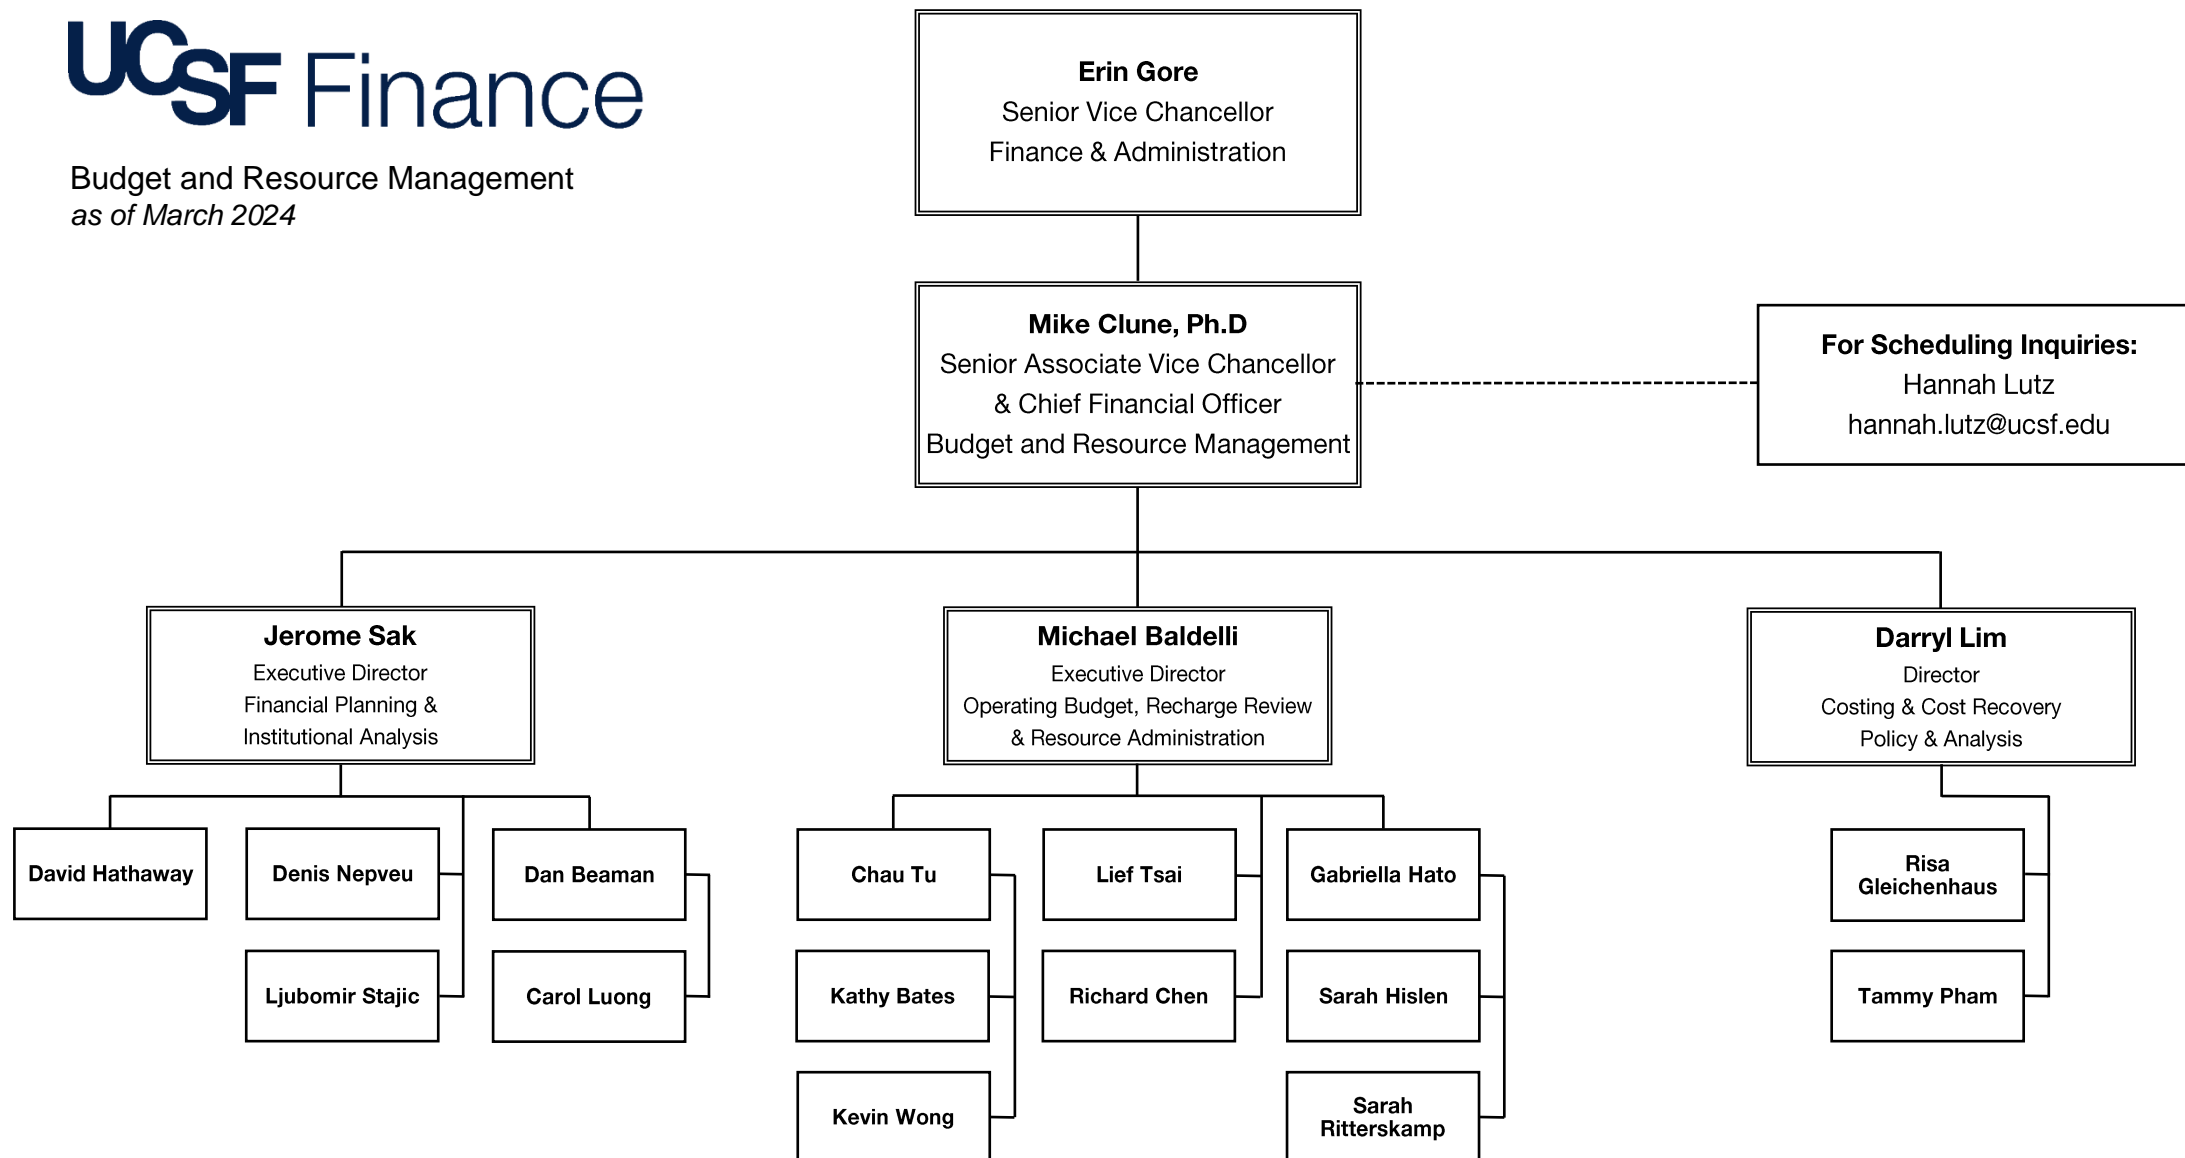 UCSF Finance
Budget and Resource Management
as of March 2024
Erin Gore
Senior Vice Chancellor
Finance & Administration
Mike Clune, Ph.D
Senior Associate Vice Chancellor
& Chief Financial Officer
Budget and Resource Management
For Scheduling Inquiries:
Hannah Lutz
hannah.lutz@ucsf.edu
Jerome Sak
Executive Director
Financial Planning &
Institutional Analysis
Michael Baldelli
Executive Director
Operating Budget, Recharge Review
& Resource Administration
Darryl Lim
Director
Costing & Cost Recovery
Policy & Analysis
David Hathaway
Denis Nepveu
Dan Beaman
Ljubomir Stajic
Carol Luong
Chau Tu
Lief Tsai
Gabriella Hato
Kathy Bates
Richard Chen
Sarah Hislen
Kevin Wong
Sarah
Ritterskamp
Risa
Gleichenhaus
Tammy Pham